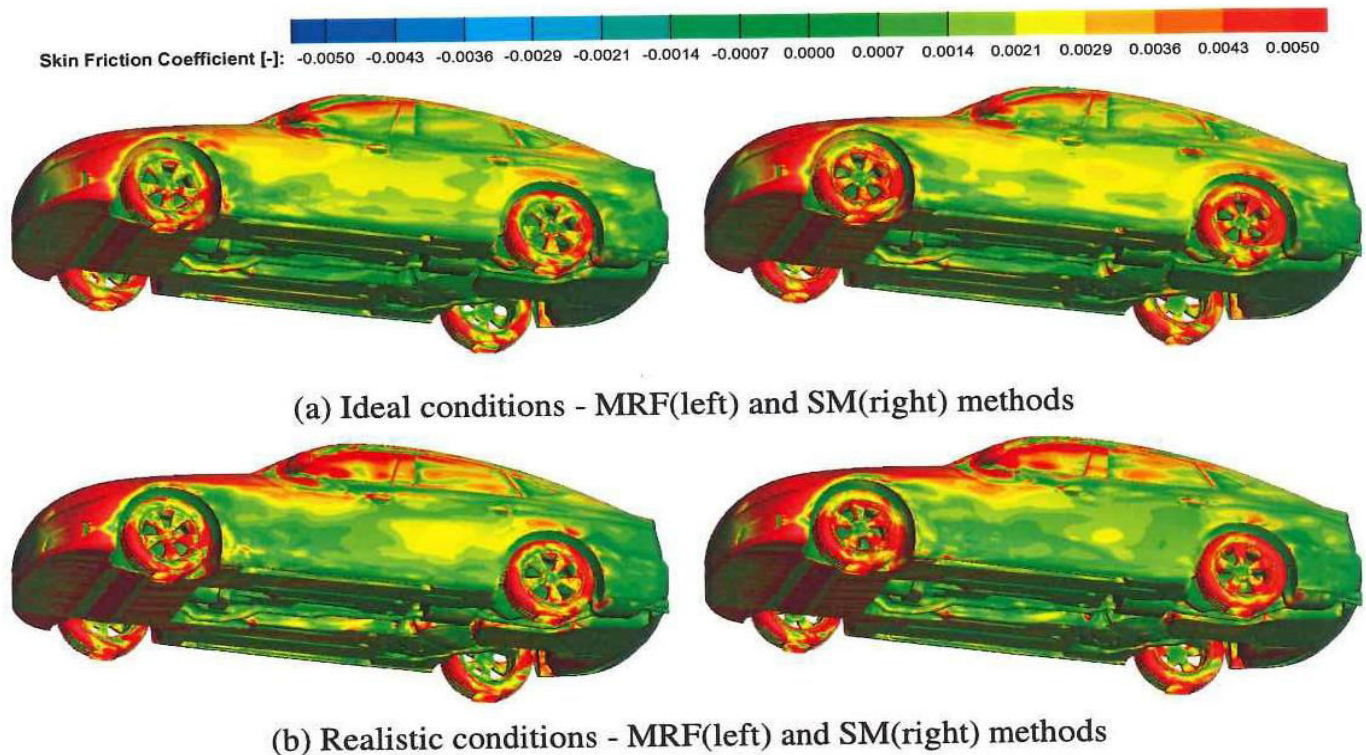 Skin Friction Coefficient [-]: -0.0050 -0.0043 -0.0036 -0.0029 -0.0021 -0.0014 -0.0007 0.0000 0.0007 0.0014 0.0021 0.0029 0.0036 0.0043 0.0050
(a) Ideal conditions - MRF(left) and SM(right) methods
(b) Realistic conditions - MRF(left) and SM(right) methods